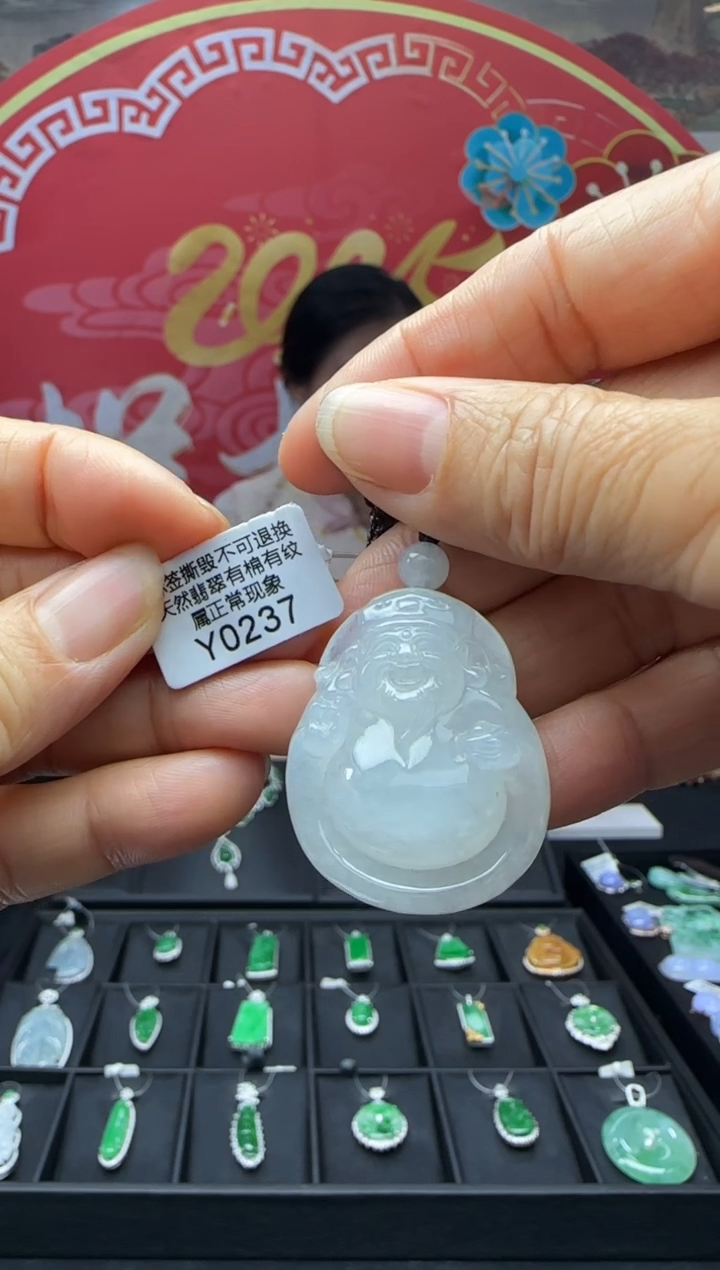 签撕毁不可退换
天然翡翠有棉有纹
属正常现象
Y0237